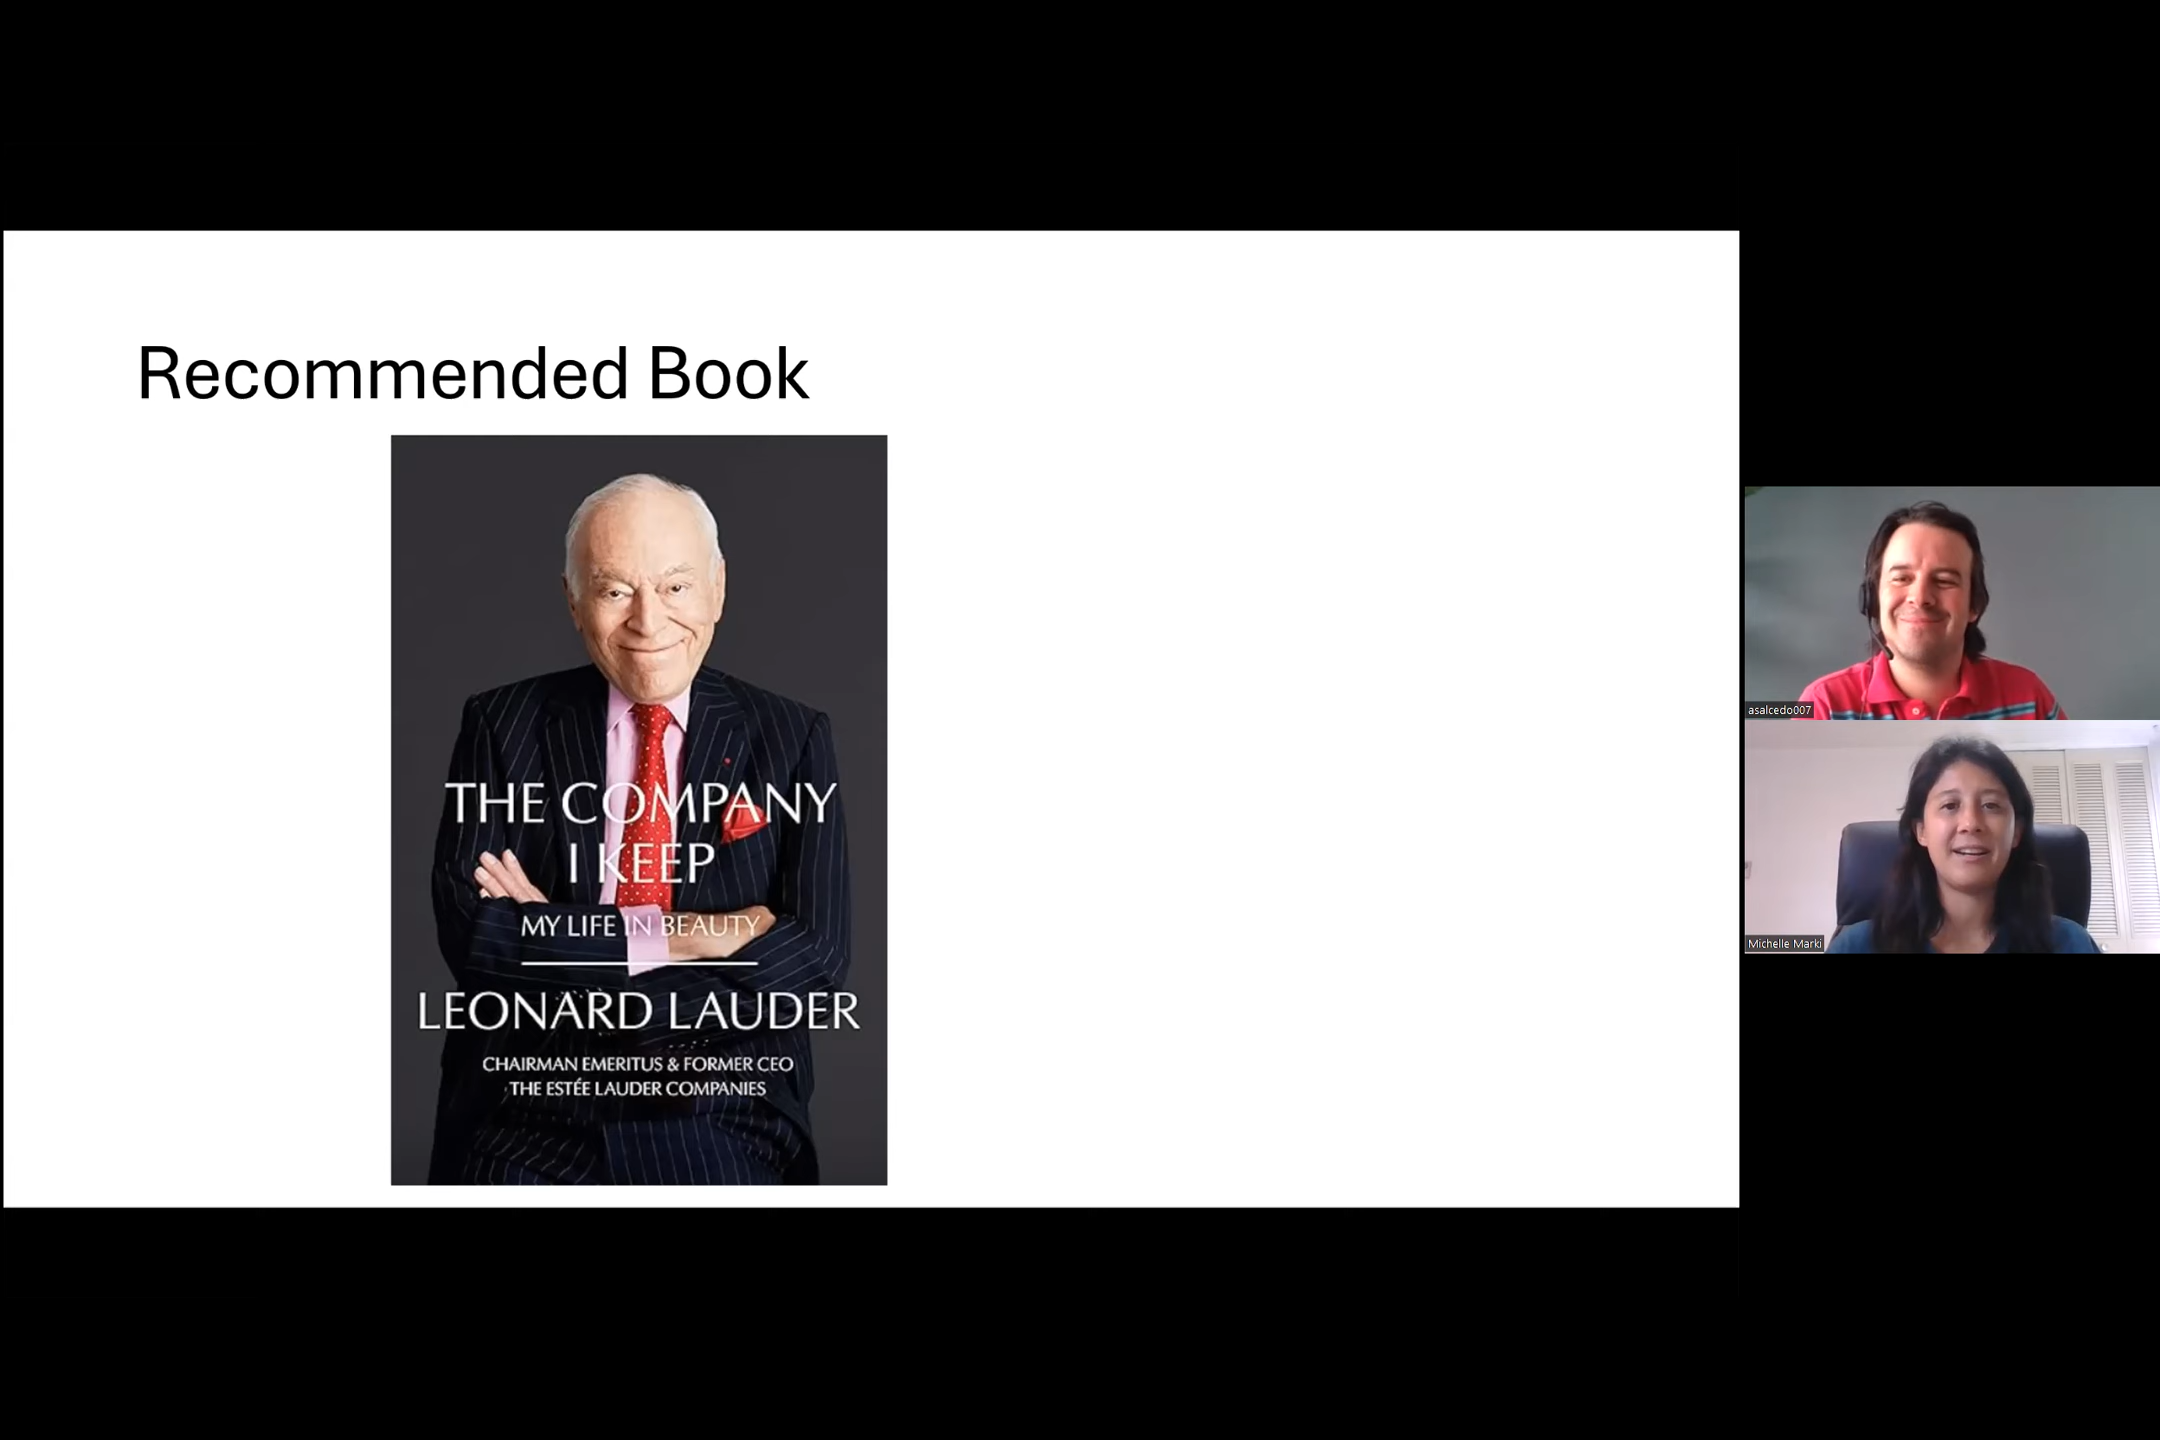 Recommended Book
THE COMPANY
I KEEP
MY LIFE IN BEAUTY
LEONARD LAUDER
CHAIRMAN EMERITUS & FORMER CEO
THE ESTÉE LAUDER COMPANIES
asalcedo007
Michelle Marki